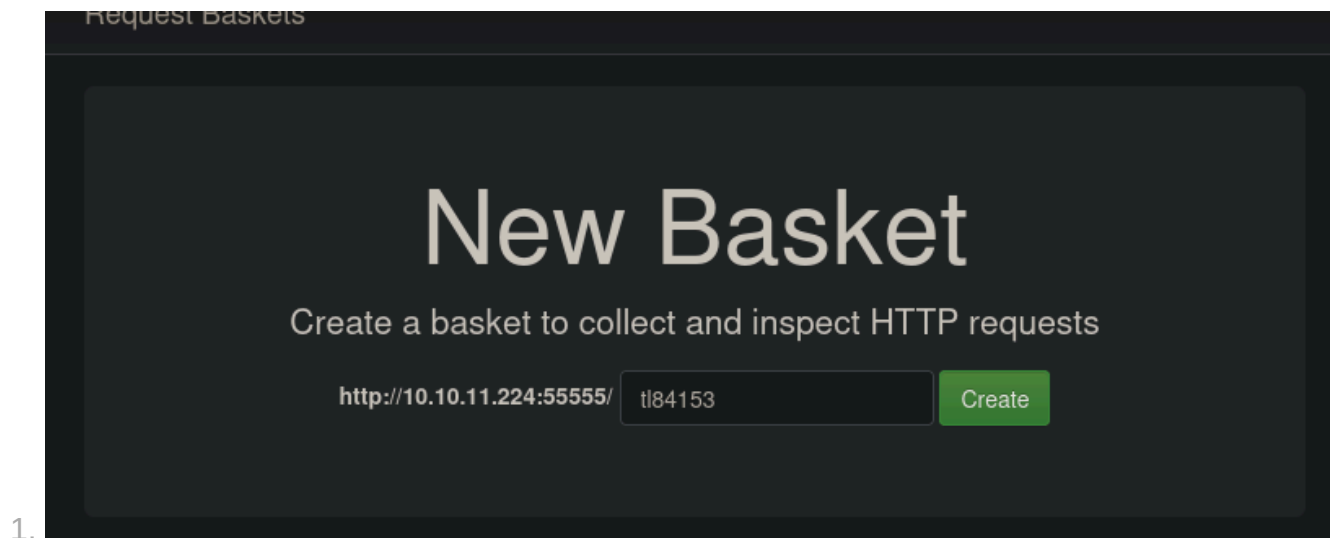 Request Baskets
New Basket
Create a basket to collect and inspect HTTP requests
http://10.10.11.224:55555/ tl84153 Create
1.